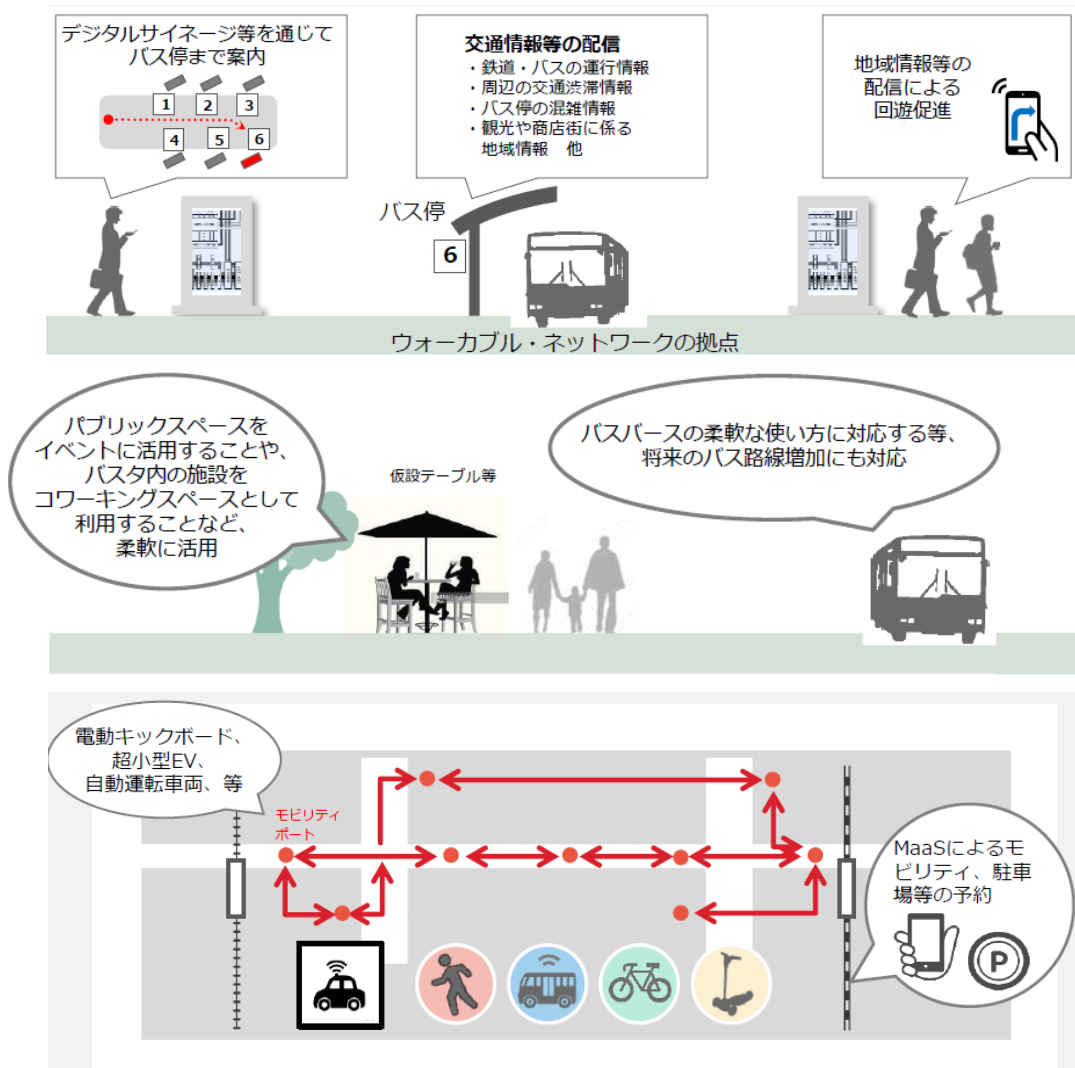 デジタルサイネージ等を通じて
バス停まで案内
1 2 3
4 5 6
交通情報等の配信
・鉄道・バスの運行情報
・周辺の交通渋滞情報
・バス停の混雑情報
・観光や商店街に係る
地域情報　他
地域情報等の
配信による
回遊促進
バス停
6
ウォーカブル・ネットワークの拠点
パブリックスペースを
イベントに活用することや、
バスタ内の施設を
コワーキングスペースとして
利用することなど、
柔軟に活用
仮設テーブル等
バスバースの柔軟な使い方に対応する等、
将来のバス路線増加にも対応
電動キックボード、
超小型EV、
自動運転車両、等
モビリティ
ポート
MaaSによるモ
ビリティ、駐車
場等の予約
P